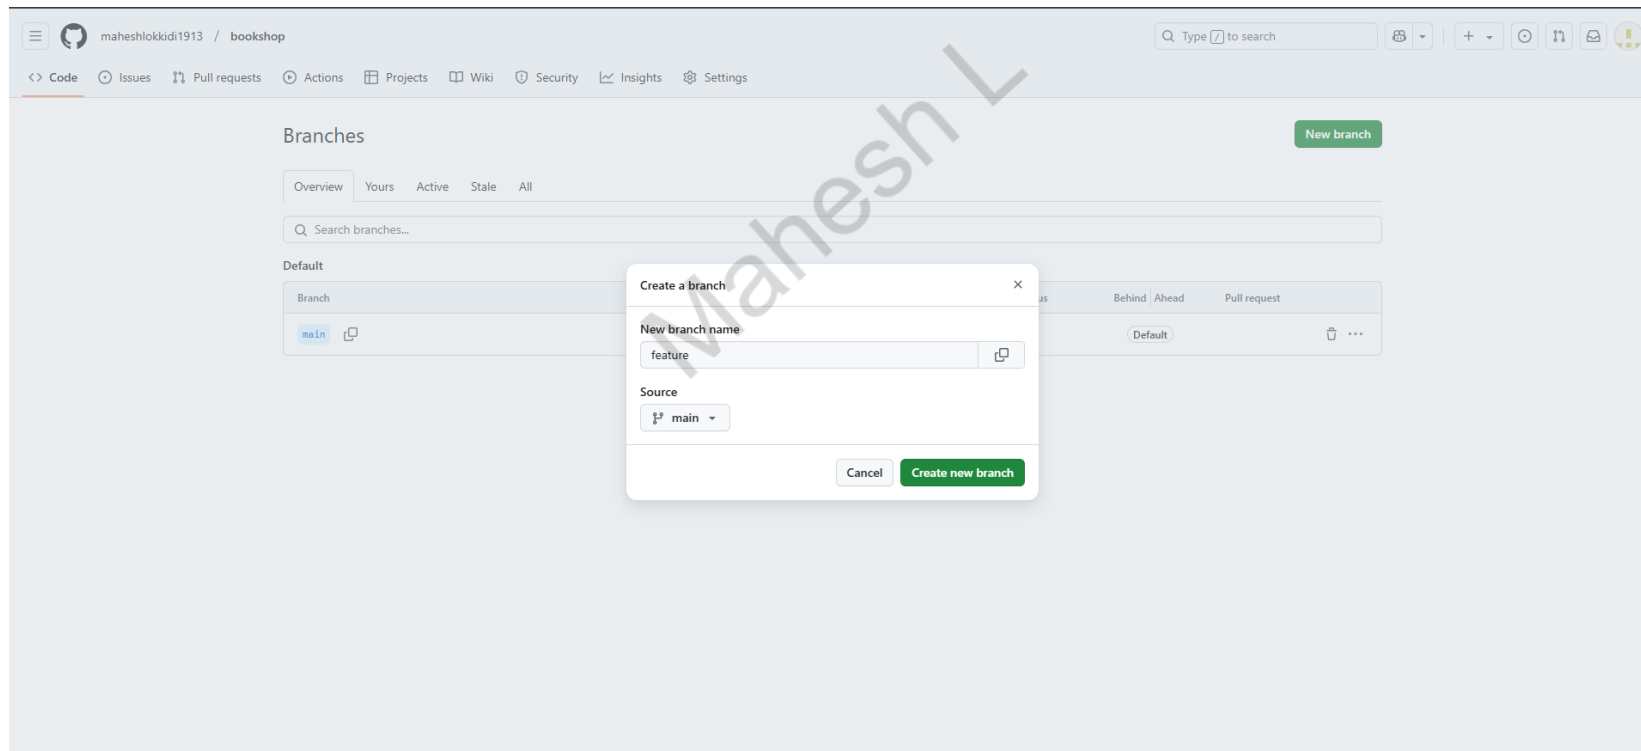 maheshlokkidi1913 / bookshop
Type / to search
Code Issues Pull requests Actions Projects Wiki Security Insights Settings
Branches
New branch
Overview Yours Active Stale All
Search branches...
Default
Branch Behind Ahead Pull request
main Default
Create a branch
New branch name
feature
Source
main
Cancel Create new branch
Mahesh L